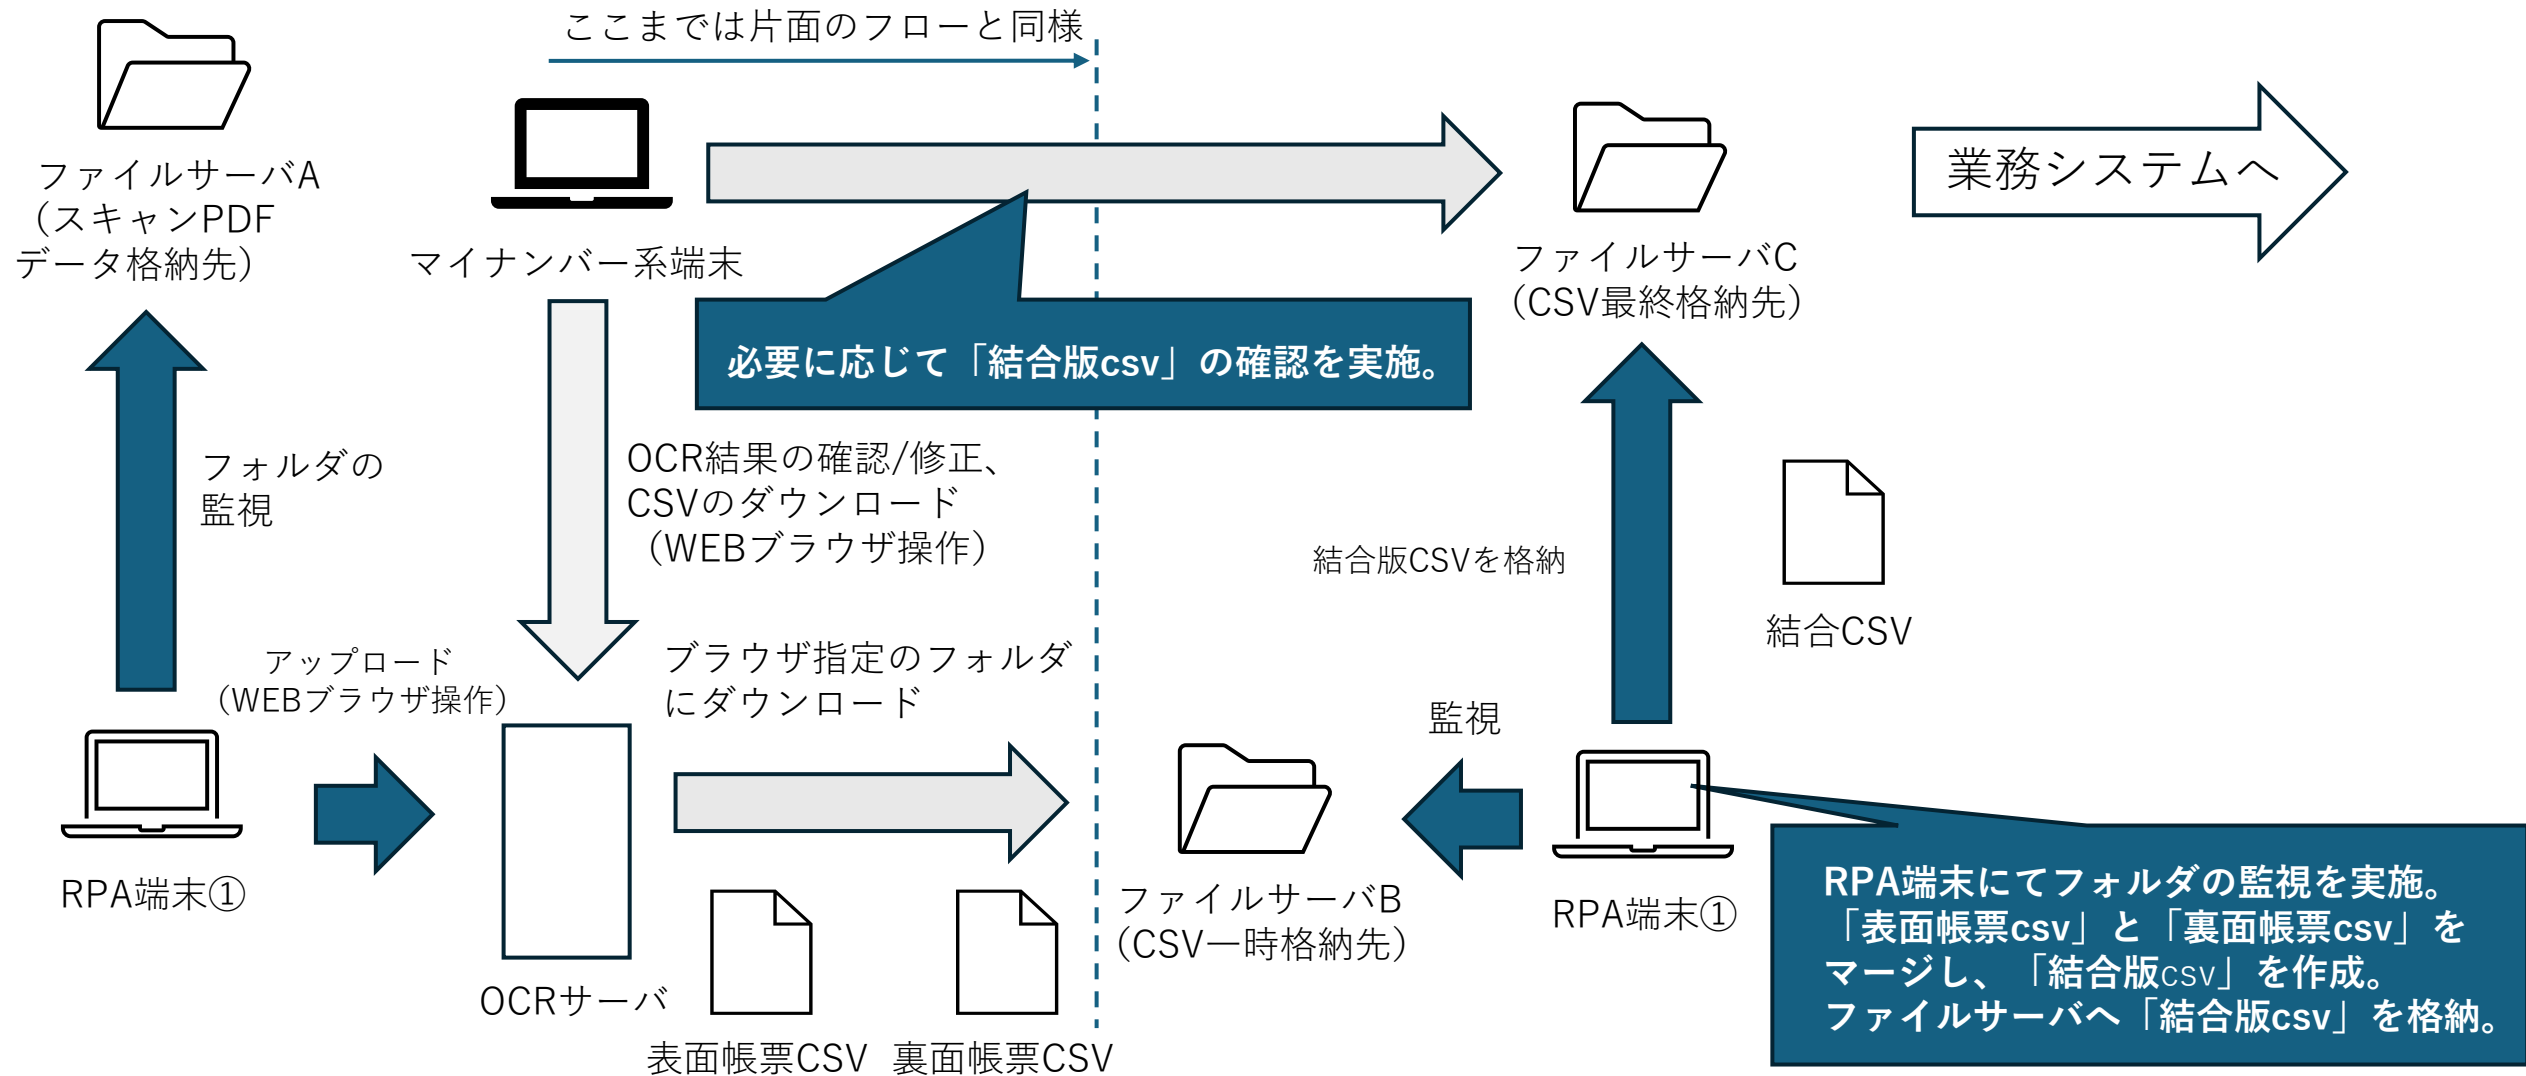 ここまでは片面のフローと同様
ファイルサーバA
（スキャンPDF
データ格納先）
マイナンバー系端末
ファイルサーバC
（CSV最終格納先）
業務システムへ
必要に応じて「結合版csv」の確認を実施。
フォルダの
監視
OCR結果の確認/修正、
CSVのダウンロード
（WEBブラウザ操作）
結合版CSVを格納
結合CSV
アップロード
（WEBブラウザ操作）
ブラウザ指定のフォルダ
にダウンロード
監視
RPA端末①
OCRサーバ
表面帳票CSV
裏面帳票CSV
ファイルサーバB
（CSV一時格納先）
RPA端末①
RPA端末にてフォルダの監視を実施。
「表面帳票csv」と「裏面帳票csv」を
マージし、「結合版CSV」を作成。
ファイルサーバへ「結合版csv」を格納。